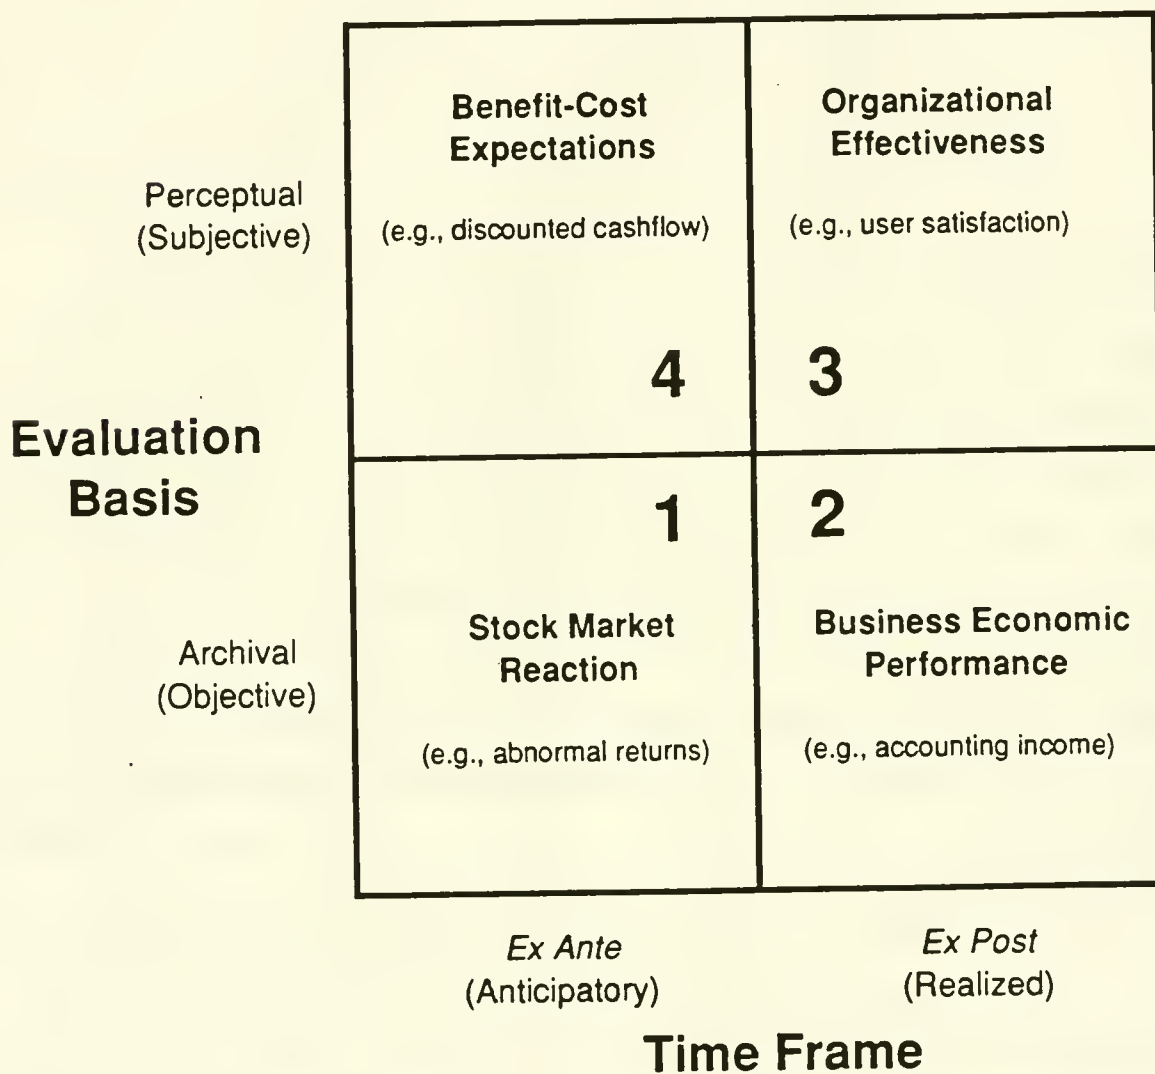 Benefit-Cost
Expectations
(e.g., discounted cashflow)
Organizational
Effectiveness
(e.g., user satisfaction)
Perceptual
(Subjective)
4
3
Evaluation
Basis
1
2
Archival
(Objective)
Stock Market
Reaction
(e.g., abnormal returns)
Business Economic
Performance
(e.g., accounting income)
Ex Ante
(Anticipatory)
Ex Post
(Realized)
Time Frame